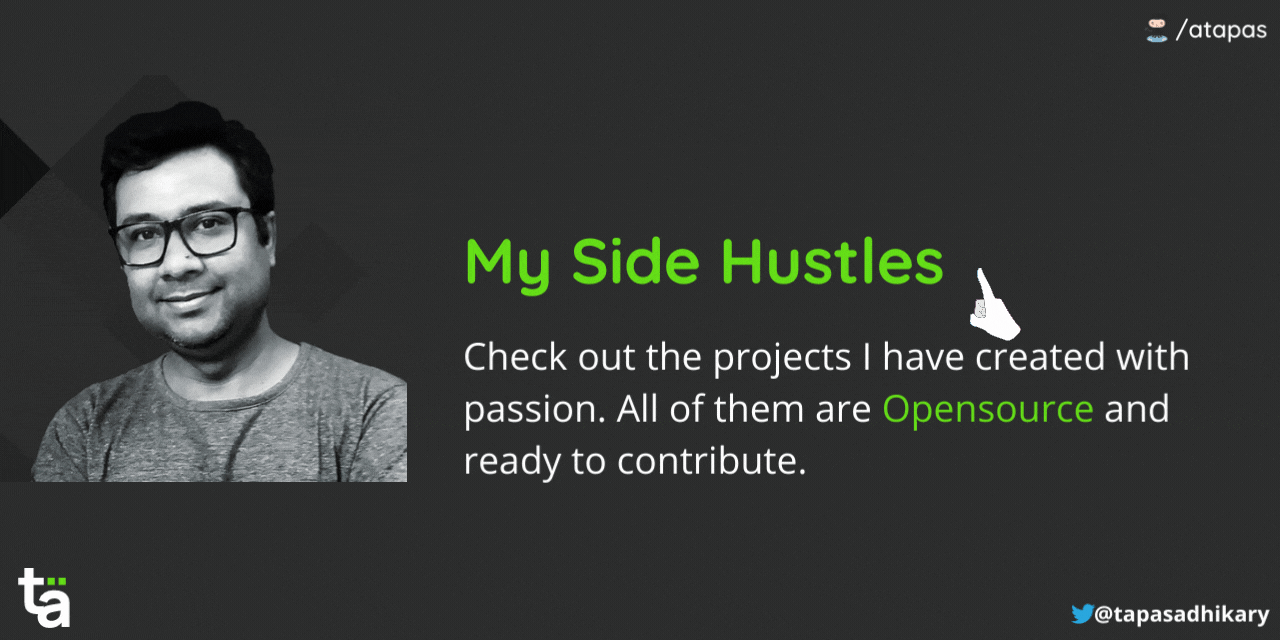 /atapas
My Side Hustles
Check out the projects I have created with
passion. All of them are Opensource and
ready to contribute.
ta
@tapasadhikary